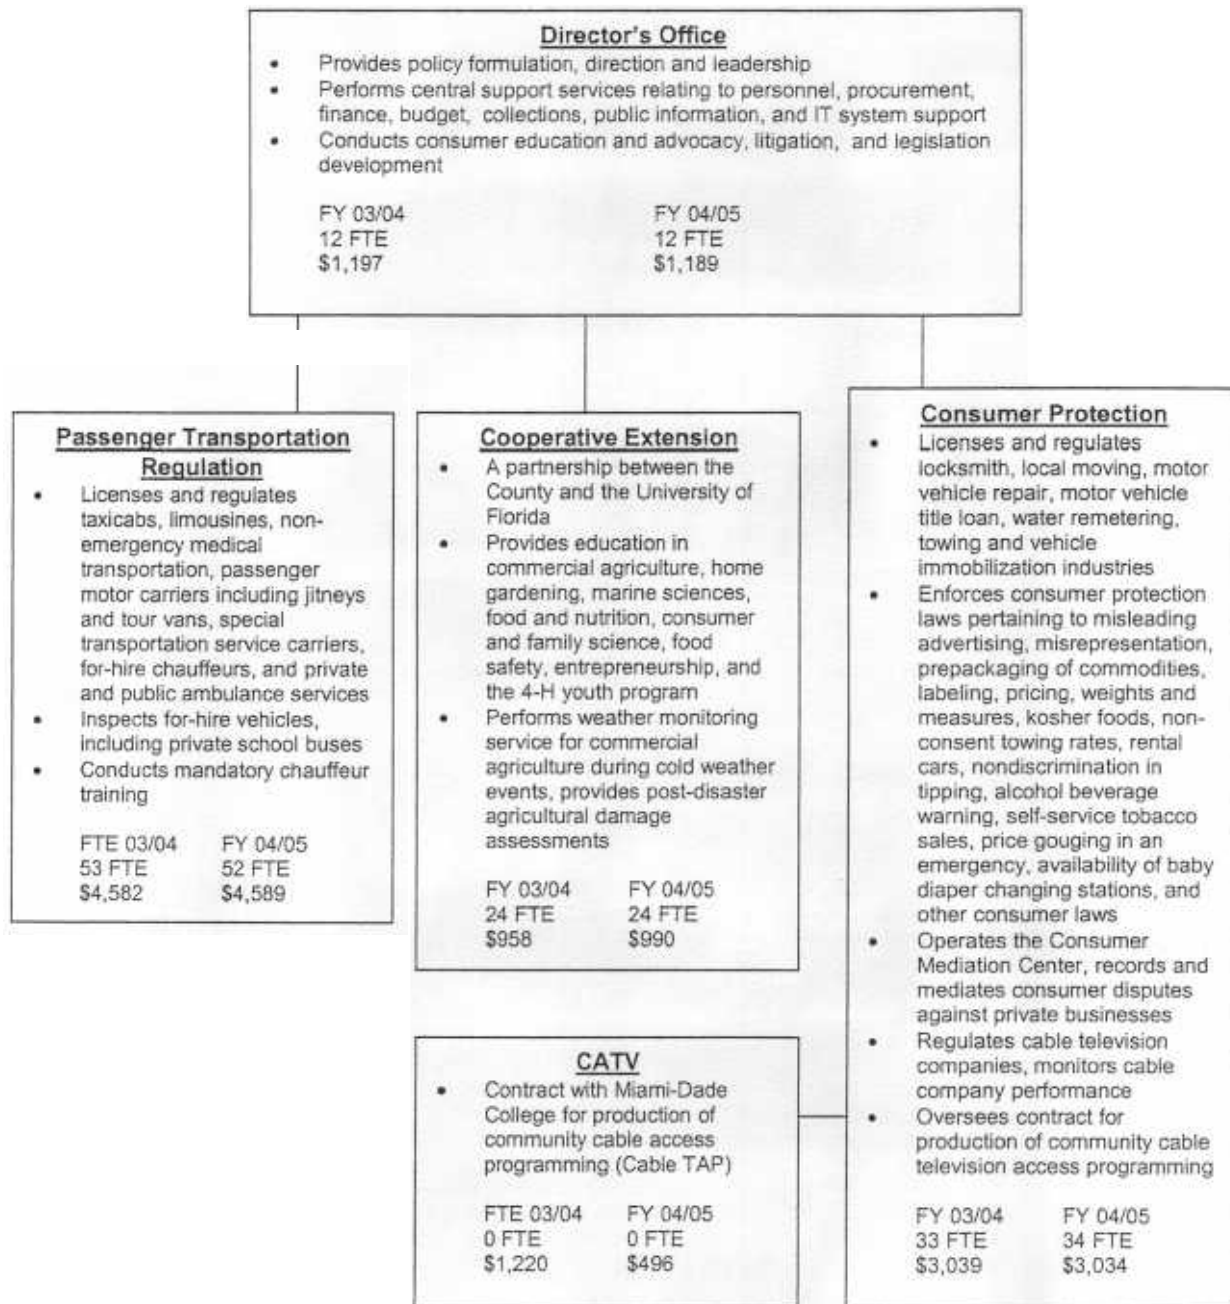 Director's Office
• Provides policy formulation, direction and leadership
• Performs central support services relating to personnel, procurement,
finance, budget, collections, public information, and IT system support
• Conducts consumer education and advocacy, litigation, and legislation
development
FY 03/04 FY 04/05
12 FTE 12 FTE
$1,197 $1,189
Passenger Transportation
Regulation
• Licenses and regulates
taxicabs, limousines, non-
emergency medical
transportation, passenger
motor carriers including jitneys
and tour vans, special
transportation service carriers,
for-hire chauffeurs, and private
and public ambulance services
• Inspects for-hire vehicles,
including private school buses
• Conducts mandatory chauffeur
training
FTE 03/04 FY 04/05
53 FTE 52 FTE
$4,582 $4,589
Cooperative Extension
• A partnership between the
County and the University of
Florida
• Provides education in
commercial agriculture, home
gardening, marine sciences,
food and nutrition, consumer
and family science, food
safety, entrepreneurship, and
the 4-H youth program
• Performs weather monitoring
service for commercial
agriculture during cold weather
events, provides post-disaster
agricultural damage
assessments
FY 03/04 FY 04/05
24 FTE 24 FTE
$958 $990
CATV
• Contract with Miami-Dade
College for production of
community cable access
programming (Cable TAP)
FTE 03/04 FY 04/05
0 FTE 0 FTE
$1,220 $496
Consumer Protection
• Licenses and regulates
locksmith, local moving, motor
vehicle repair, motor vehicle
title loan, water remetering,
towing and vehicle
immobilization industries
• Enforces consumer protection
laws pertaining to misleading
advertising, misrepresentation,
prepackaging of commodities,
labeling, pricing, weights and
measures, kosher foods, non-
consent towing rates, rental
cars, nondiscrimination in
tipping, alcohol beverage
warning, self-service tobacco
sales, price gouging in an
emergency, availability of baby
diaper changing stations, and
other consumer laws
• Operates the Consumer
Mediation Center, records and
mediates consumer disputes
against private businesses
• Regulates cable television
companies, monitors cable
company performance
• Oversees contract for
production of community cable
television access programming
FY 03/04 FY 04/05
33 FTE 34 FTE
$3,039 $3,034